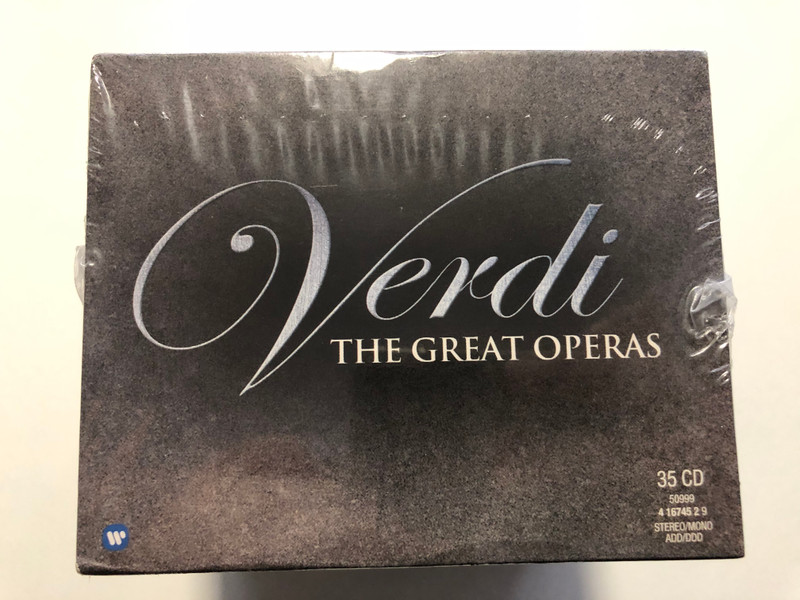 Verdi
THE GREAT OPERAS
35 CD
50999
4 16745 2 9
STEREO/MONO
ADD/DDD